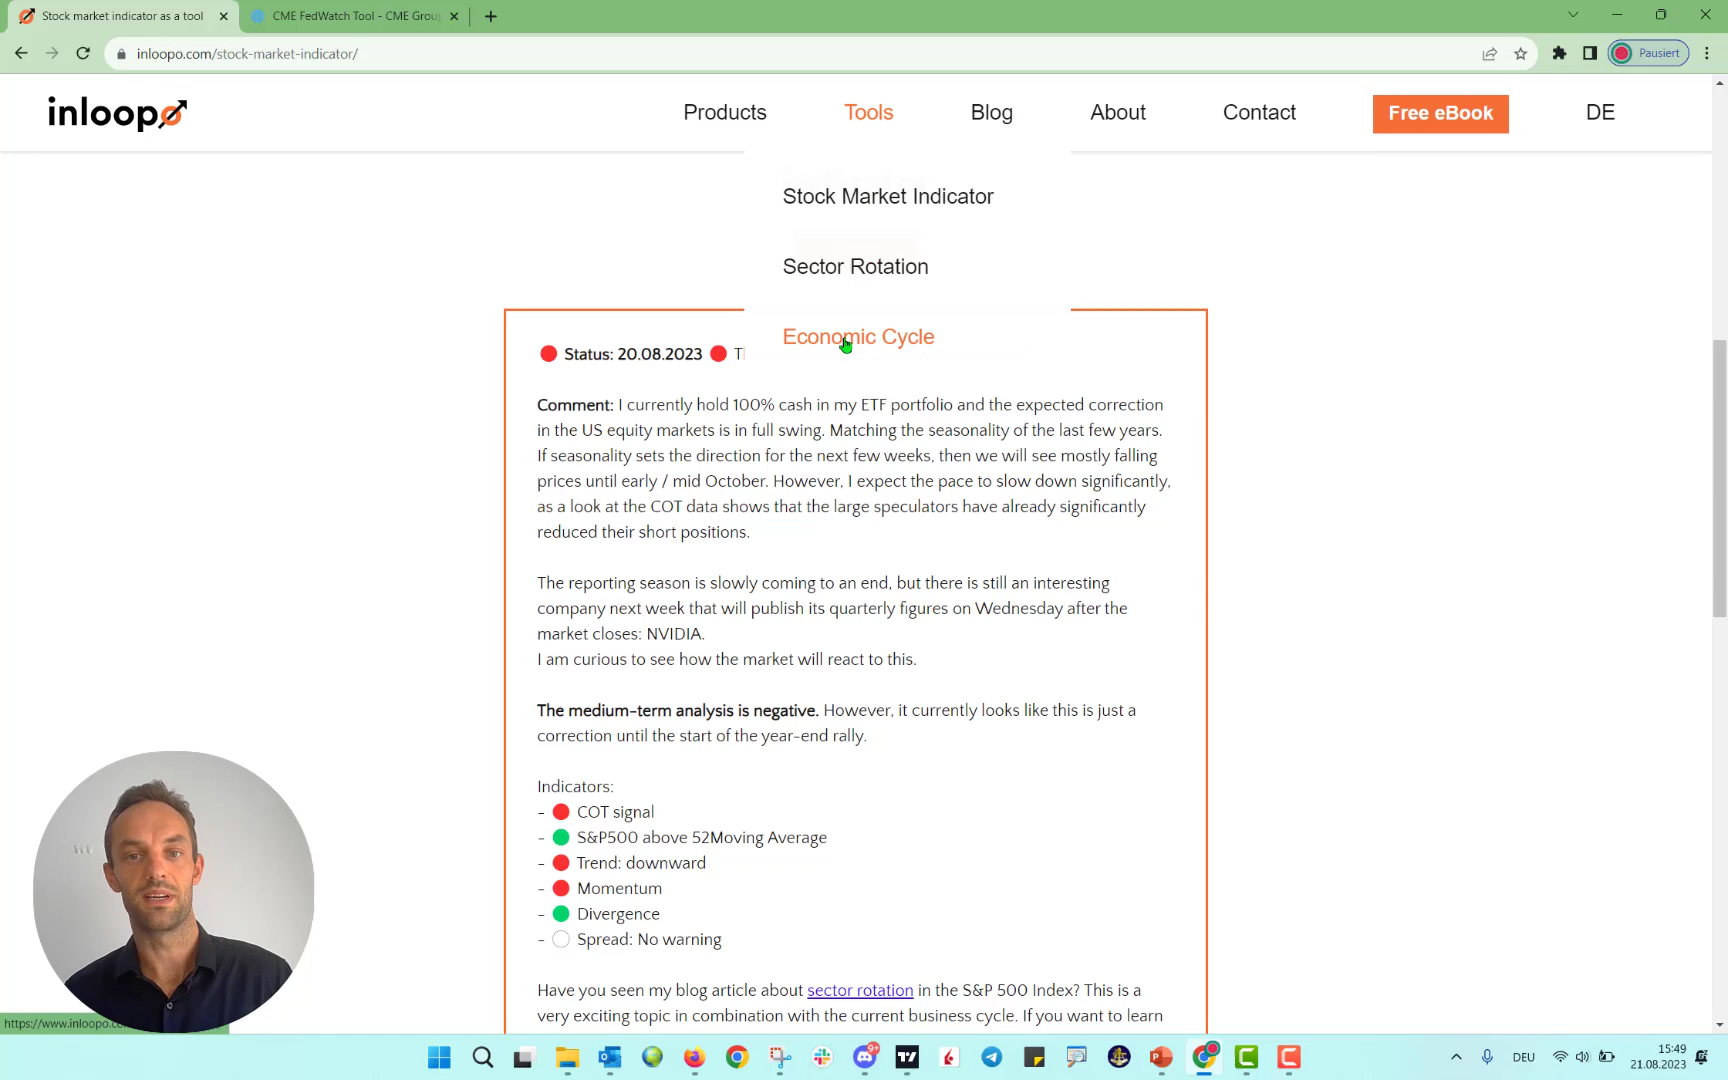 Stock market indicator as a tool
CME FedWatch Tool - CME Grou
inloopo.com/stock-market-indicator/
Pausiert
inloopo
Products
Tools
Blog
About
Contact
Free eBook
DE
Stock Market Indicator
Sector Rotation
Economic Cycle
Status: 20.08.2023
Comment: I currently hold 100% cash in my ETF portfolio and the expected correction
in the US equity markets is in full swing. Matching the seasonality of the last few years.
If seasonality sets the direction for the next few weeks, then we will see mostly falling
prices until early / mid October. However, I expect the pace to slow down significantly,
as a look at the COT data shows that the large speculators have already significantly
reduced their short positions.
The reporting season is slowly coming to an end, but there is still an interesting
company next week that will publish its quarterly figures on Wednesday after the
market closes: NVIDIA.
I am curious to see how the market will react to this.
The medium-term analysis is negative. However, it currently looks like this is just a
correction until the start of the year-end rally.
Indicators:
- COT signal
- S&P500 above 52Moving Average
- Trend: downward
- Momentum
- Divergence
- Spread: No warning
Have you seen my blog article about sector rotation in the S&P 500 Index? This is a
very exciting topic in combination with the current business cycle. If you want to learn
https://www.inloopo.
9+
DEU
15:49
21.08.2023